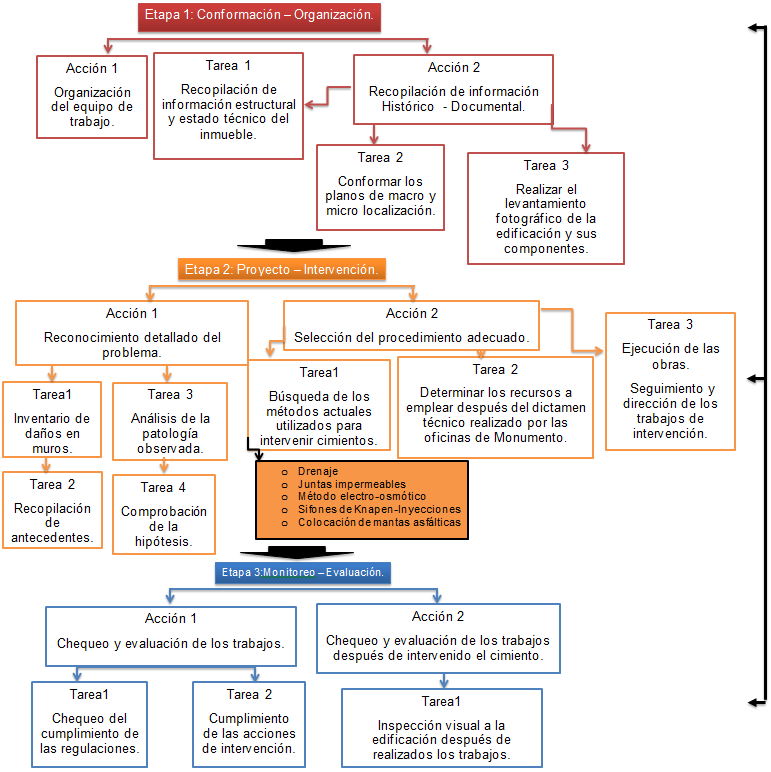 Etapa 1: Conformación – Organización.
Acción 1
Organización
del equipo de
trabajo.
Tarea 1
Recopilación de
información estructural
y estado técnico del
inmueble.
Acción 2
Recopilación de información
Histórico - Documental.
Tarea 2
Conformar los
planos de macro y
micro localización.
Tarea 3
Realizar el
levantamiento
fotográfico de la
edificación y sus
componentes.
Etapa 2: Proyecto – Intervención.
Acción 1
Reconocimiento detallado del
problema.
Acción 2
Selección del procedimiento adecuado.
Tarea 3
Ejecución de las
obras.
Seguimiento y
dirección de los
trabajos de
intervención.
Tarea1
Inventario de
daños en
muros.
Tarea 3
Análisis de la
patología
observada.
Tarea1
Búsqueda de los
métodos actuales
utilizados para
intervenir cimientos.
Tarea 2
Determinar los recursos a
emplear después del dictamen
técnico realizado por las
oficinas de Monumento.
Tarea 2
Recopilación
de
antecedentes.
Tarea 4
Comprobación
de la
hipótesis.
o Drenaje
o Juntas impermeables
o Método electro-osmótico
o Sifones de Knapen-Inyecciones
o Colocación de mantas asfálticas
Etapa 3:Monitoreo – Evaluación.
Acción 1
Chequeo y evaluación de los trabajos.
Acción 2
Chequeo y evaluación de los trabajos
después de intervenido el cimiento.
Tarea1
Chequeo del
cumplimiento de
las regulaciones.
Tarea 2
Cumplimiento
de las acciones
de intervención.
Tarea1
Inspección visual a la
edificación después de
realizados los trabajos.